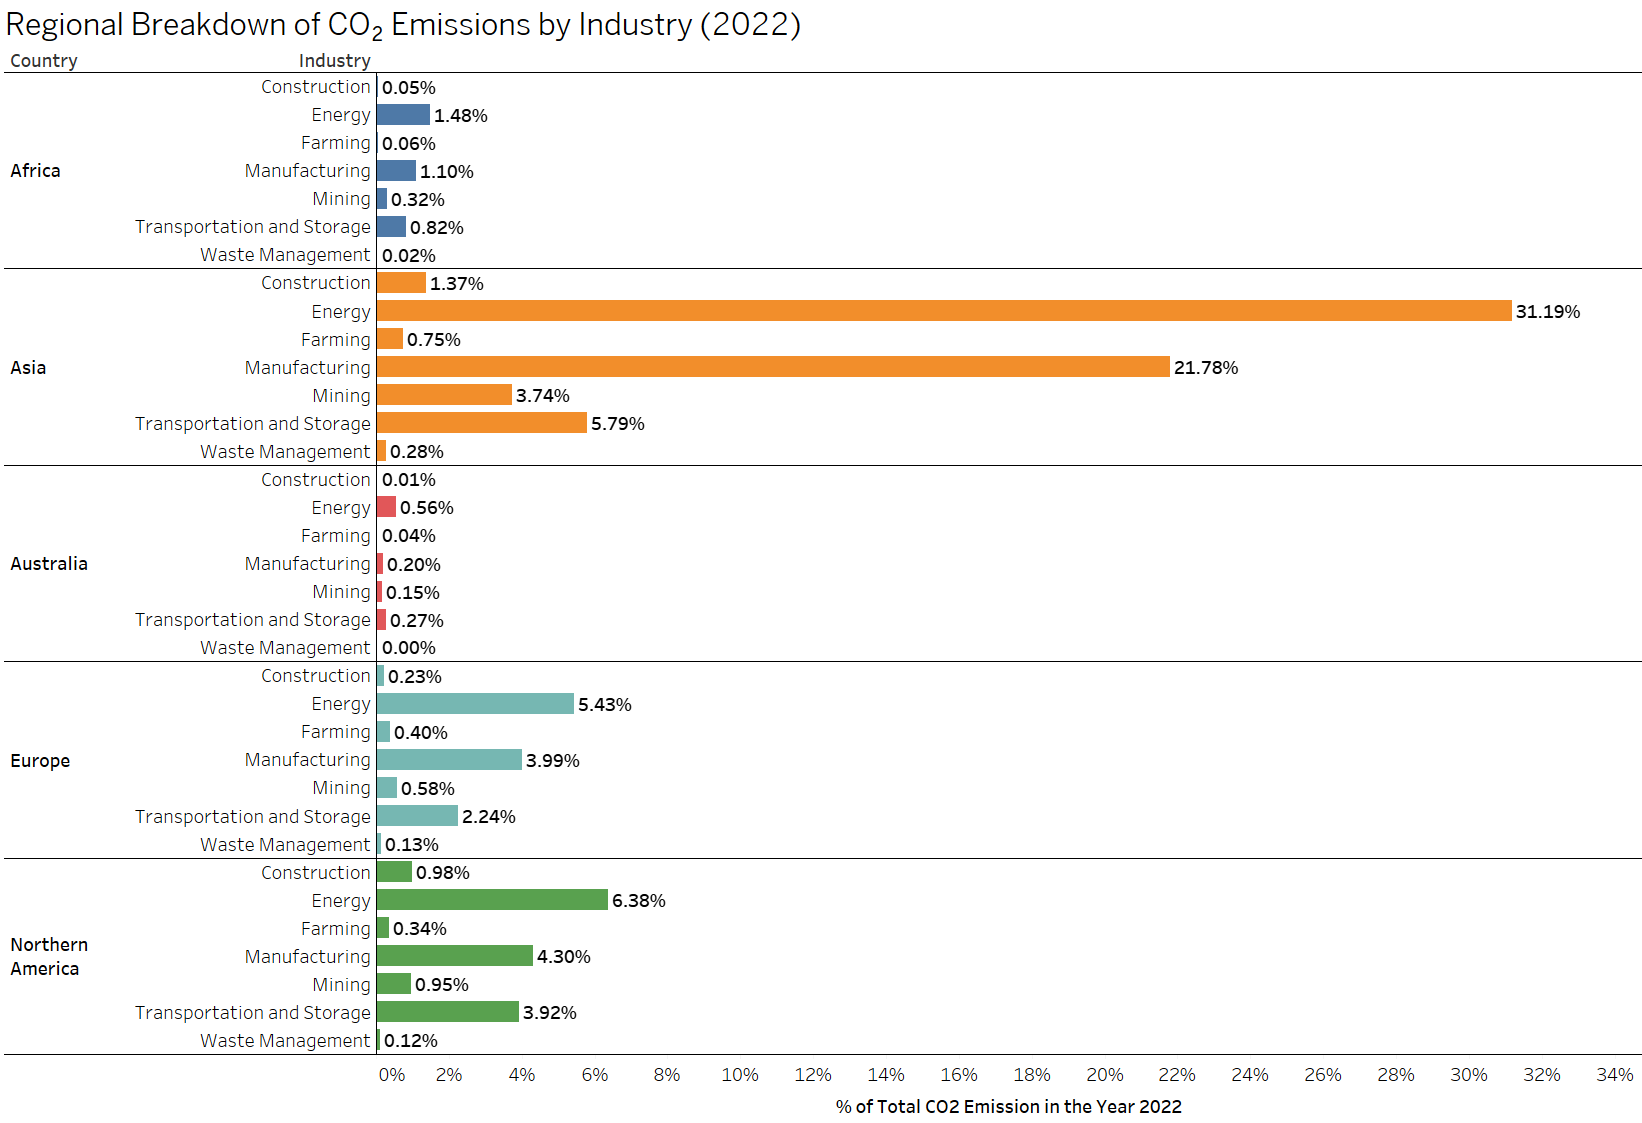 Regional Breakdown of CO₂ Emissions by Industry (2022)
Country Industry
Africa
Construction 0.05%
Energy 1.48%
Farming 0.06%
Manufacturing 1.10%
Mining 0.32%
Transportation and Storage 0.82%
Waste Management 0.02%
Asia
Construction 1.37%
Energy 31.19%
Farming 0.75%
Manufacturing 21.78%
Mining 3.74%
Transportation and Storage 5.79%
Waste Management 0.28%
Australia
Construction 0.01%
Energy 0.56%
Farming 0.04%
Manufacturing 0.20%
Mining 0.15%
Transportation and Storage 0.27%
Waste Management 0.00%
Europe
Construction 0.23%
Energy 5.43%
Farming 0.40%
Manufacturing 3.99%
Mining 0.58%
Transportation and Storage 2.24%
Waste Management 0.13%
Northern
America
Construction 0.98%
Energy 6.38%
Farming 0.34%
Manufacturing 4.30%
Mining 0.95%
Transportation and Storage 3.92%
Waste Management 0.12%
0% 2% 4% 6% 8% 10% 12% 14% 16% 18% 20% 22% 24% 26% 28% 30% 32% 34%
% of Total CO2 Emission in the Year 2022